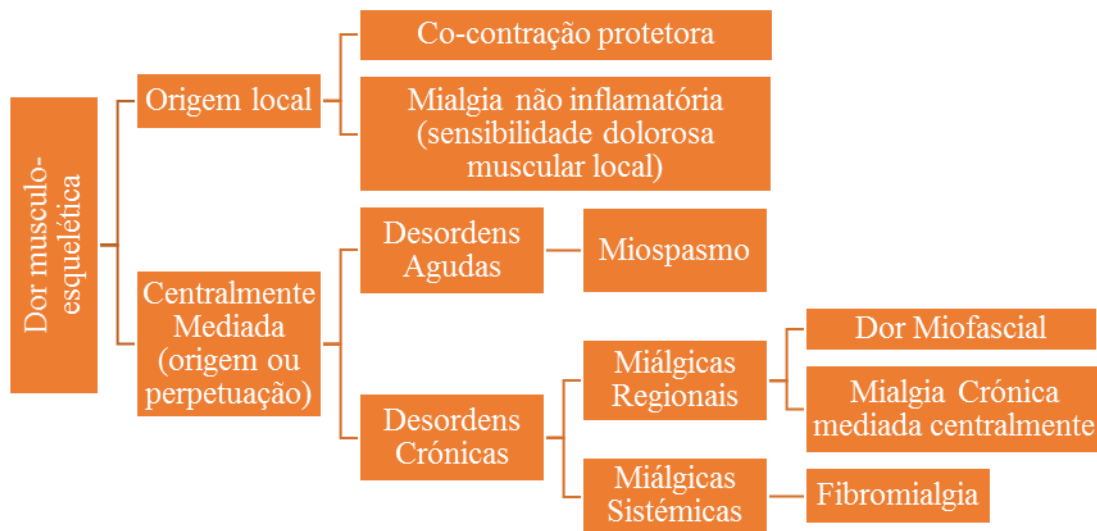 Dor musculo-
esquelética
Origem local
Co-contração protetora
Mialgia não inflamatória
(sensibilidade dolorosa
muscular local)
Centralmente
Mediada
(origem ou
perpetuação)
Desordens
Agudas
Miospasmo
Desordens
Crónicas
Miálgicas
Regionais
Dor Miofascial
Mialgia Crónica
mediada centralmente
Miálgicas
Sistémicas
Fibromialgia